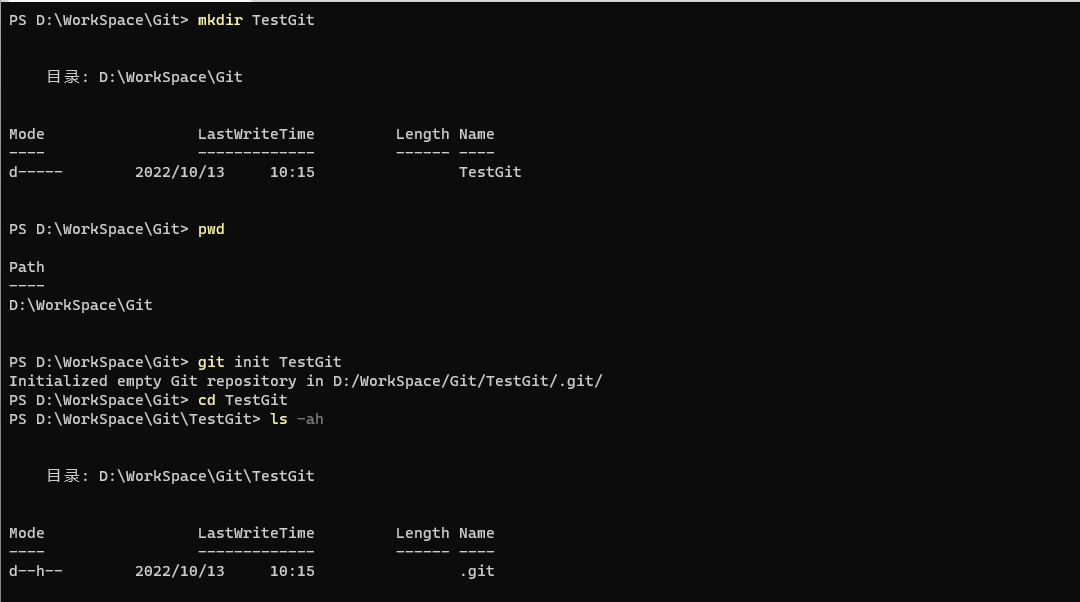 PS D:\WorkSpace\Git> mkdir TestGit
目录: D:\WorkSpace\Git
Mode                 LastWriteTime         Length Name
----                 -------------         ------ ----
d-----        2022/10/13     10:15                TestGit
PS D:\WorkSpace\Git> pwd
Path
----
D:\WorkSpace\Git
PS D:\WorkSpace\Git> git init TestGit
Initialized empty Git repository in D:/WorkSpace/Git/TestGit/.git/
PS D:\WorkSpace\Git> cd TestGit
PS D:\WorkSpace\Git\TestGit> ls -ah
目录: D:\WorkSpace\Git\TestGit
Mode                 LastWriteTime         Length Name
----                 -------------         ------ ----
d--h--        2022/10/13     10:15                .git